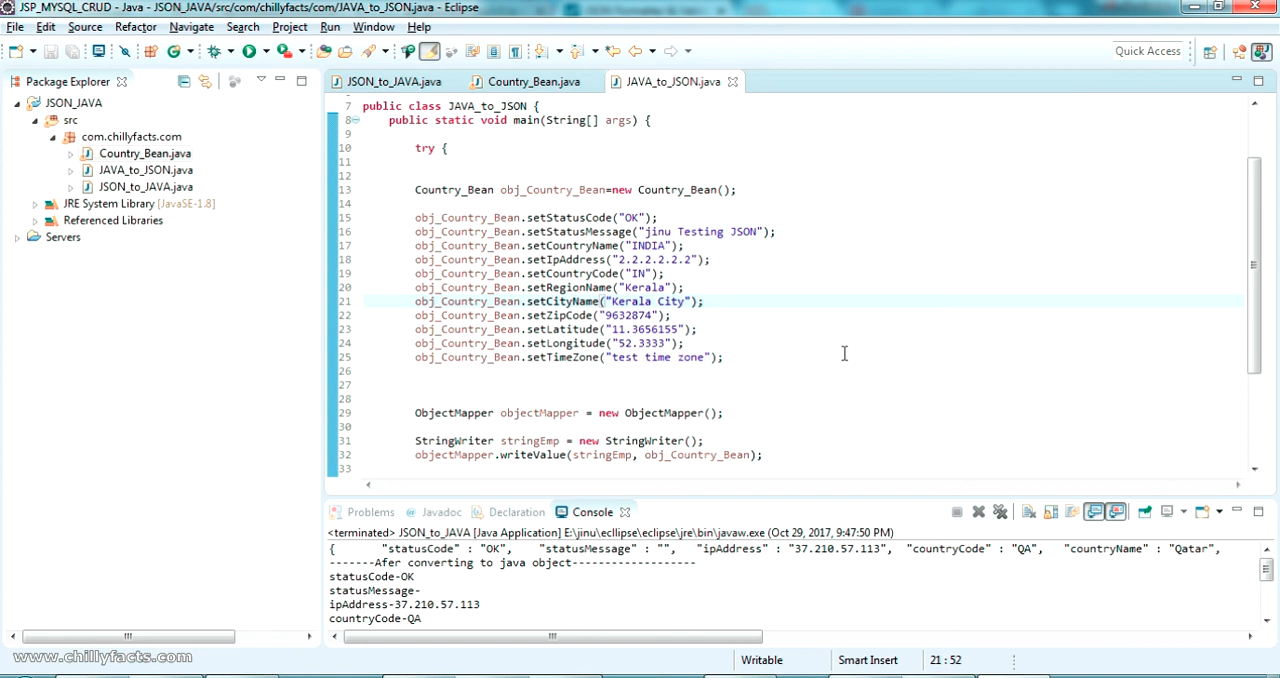 JSP_MYSQL_CRUD - Java - JSON_JAVA/src/com/chillyfacts/com/JAVA_to_JSON.java - Eclipse
File Edit Source Refactor Navigate Search Project Run Window Help
Quick Access
Package Explorer
JSON_JAVA
src
com.chillyfacts.com
Country_Bean.java
JAVA_to_JSON.java
JSON_to_JAVA.java
JRE System Library [JavaSE-1.8]
Referenced Libraries
Servers
JSON_to_JAVA.java Country_Bean.java JAVA_to_JSON.java
7 public class JAVA_to_JSON {
8 public static void main(String[] args) {
9
10 try {
11
12
13 Country_Bean obj_Country_Bean=new Country_Bean();
14
15 obj_Country_Bean.setStatusCode("OK");
16 obj_Country_Bean.setStatusMessage("jinu Testing JSON");
17 obj_Country_Bean.setCountryName("INDIA");
18 obj_Country_Bean.setIpAddress("2.2.2.2.2.2");
19 obj_Country_Bean.setCountryCode("IN");
20 obj_Country_Bean.setRegionName("Kerala");
21 obj_Country_Bean.setCityName("Kerala City");
22 obj_Country_Bean.setZipCode("9632874");
23 obj_Country_Bean.setLatitude("11.3656155");
24 obj_Country_Bean.setLongitude("52.3333");
25 obj_Country_Bean.setTimeZone("test time zone");
26
27
28
29 ObjectMapper objectMapper = new ObjectMapper();
30
31 StringWriter stringEmp = new StringWriter();
32 objectMapper.writeValue(stringEmp, obj_Country_Bean);
33
Problems Javadoc Declaration Console
<terminated> JSON_to_JAVA [Java Application] E:\jinu\ecllipse\eclipse\jre\bin\javaw.exe (Oct 29, 2017, 9:47:50 PM)
{ "statusCode" : "OK", "statusMessage" : "", "ipAddress" : "37.210.57.113", "countryCode" : "QA", "countryName" : "Qatar",
-------Afer converting to java object-------------------
statusCode-OK
statusMessage-
ipAddress-37.210.57.113
countryCode-QA
www.chillyfacts.com
Writable Smart Insert 21 : 52